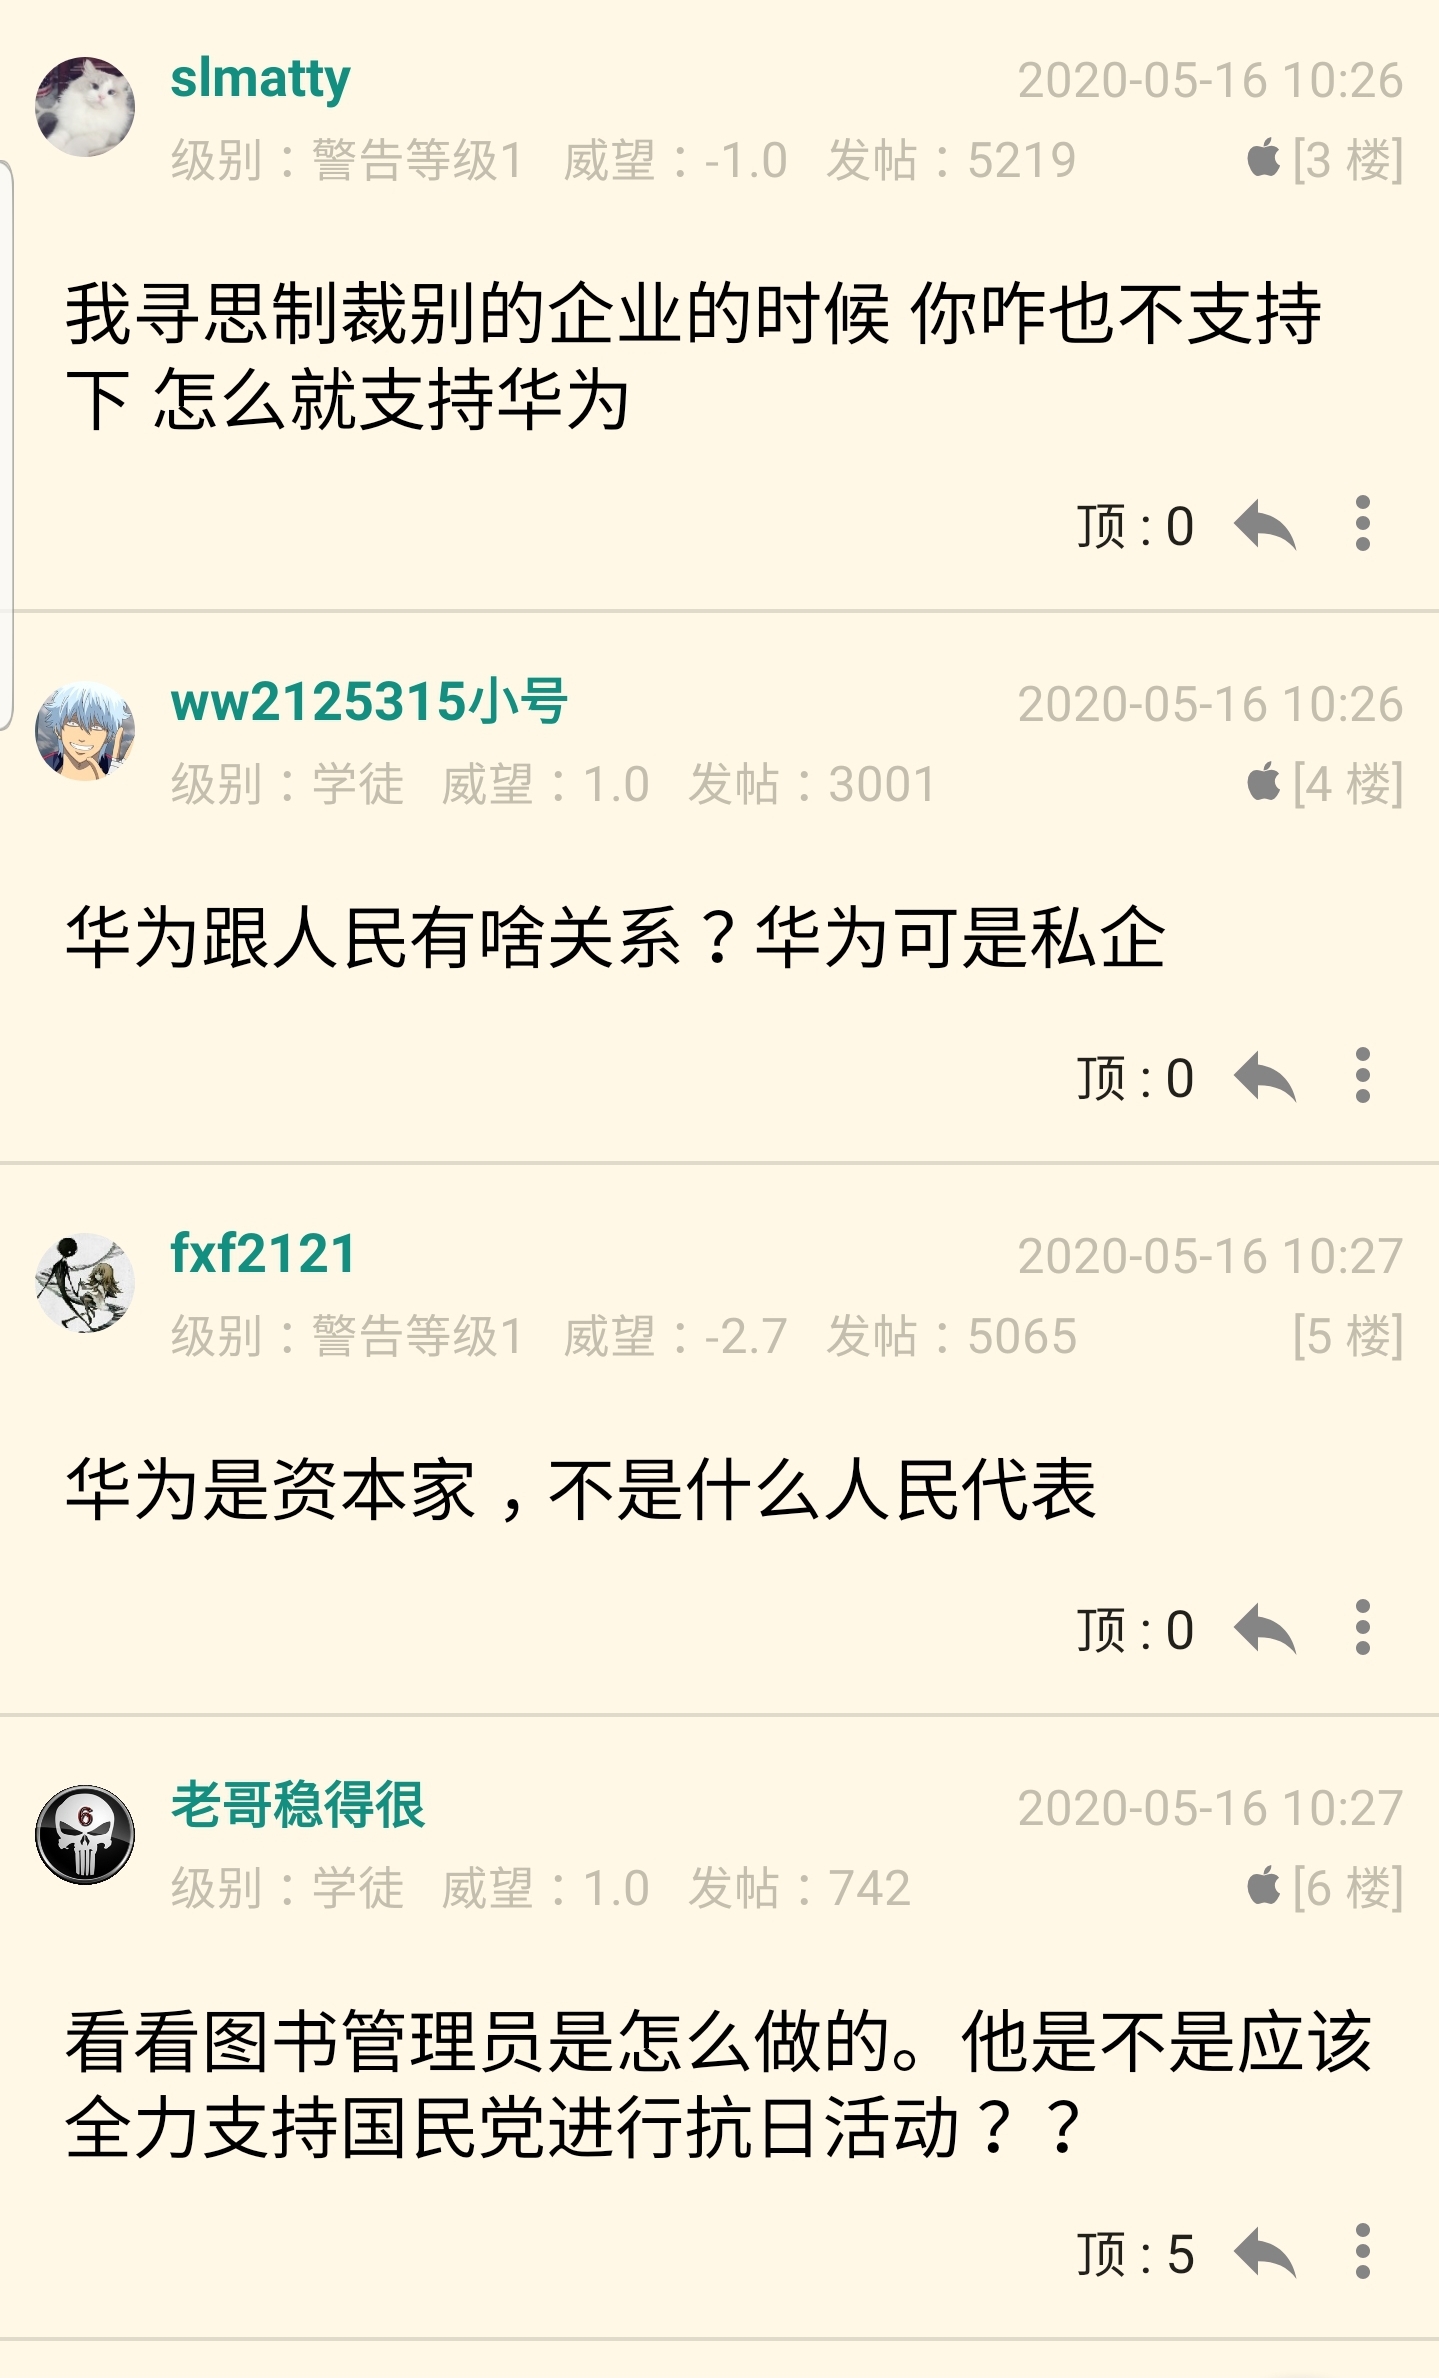 slmatty 2020-05-16 10:26
级别：警告等级1 威望：-1.0 发帖：5219 [3 楼]
我寻思制裁别的企业的时候 你咋也不支持
下 怎么就支持华为
顶 : 0
ww2125315小号 2020-05-16 10:26
级别：学徒 威望：1.0 发帖：3001 [4 楼]
华为跟人民有啥关系？华为可是私企
顶 : 0
fxf2121 2020-05-16 10:27
级别：警告等级1 威望：-2.7 发帖：5065 [5 楼]
华为是资本家，不是什么人民代表
顶 : 0
6
老哥稳得很 2020-05-16 10:27
级别：学徒 威望：1.0 发帖：742 [6 楼]
看看图书管理员是怎么做的。他是不是应该
全力支持国民党进行抗日活动？？
顶 : 5